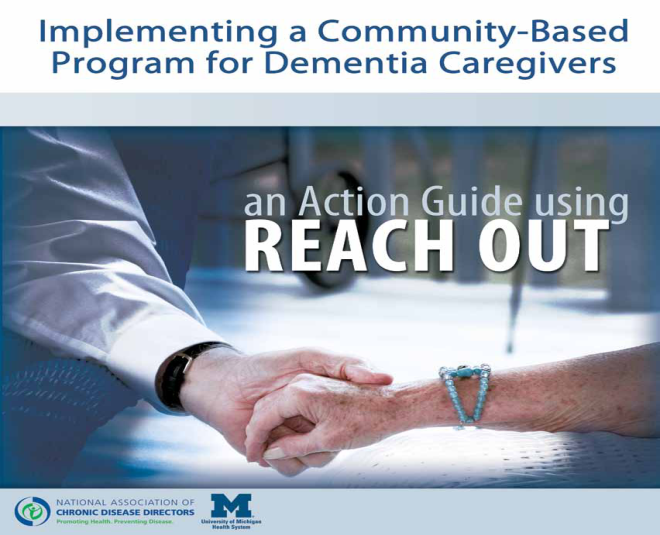 Implementing a Community-Based
Program for Dementia Caregivers
an Action Guide using
REACH OUT
NATIONAL ASSOCIATION OF
CHRONIC DISEASE DIRECTORS
Promoting Health. Preventing Disease.
M
University of Michigan
Health System